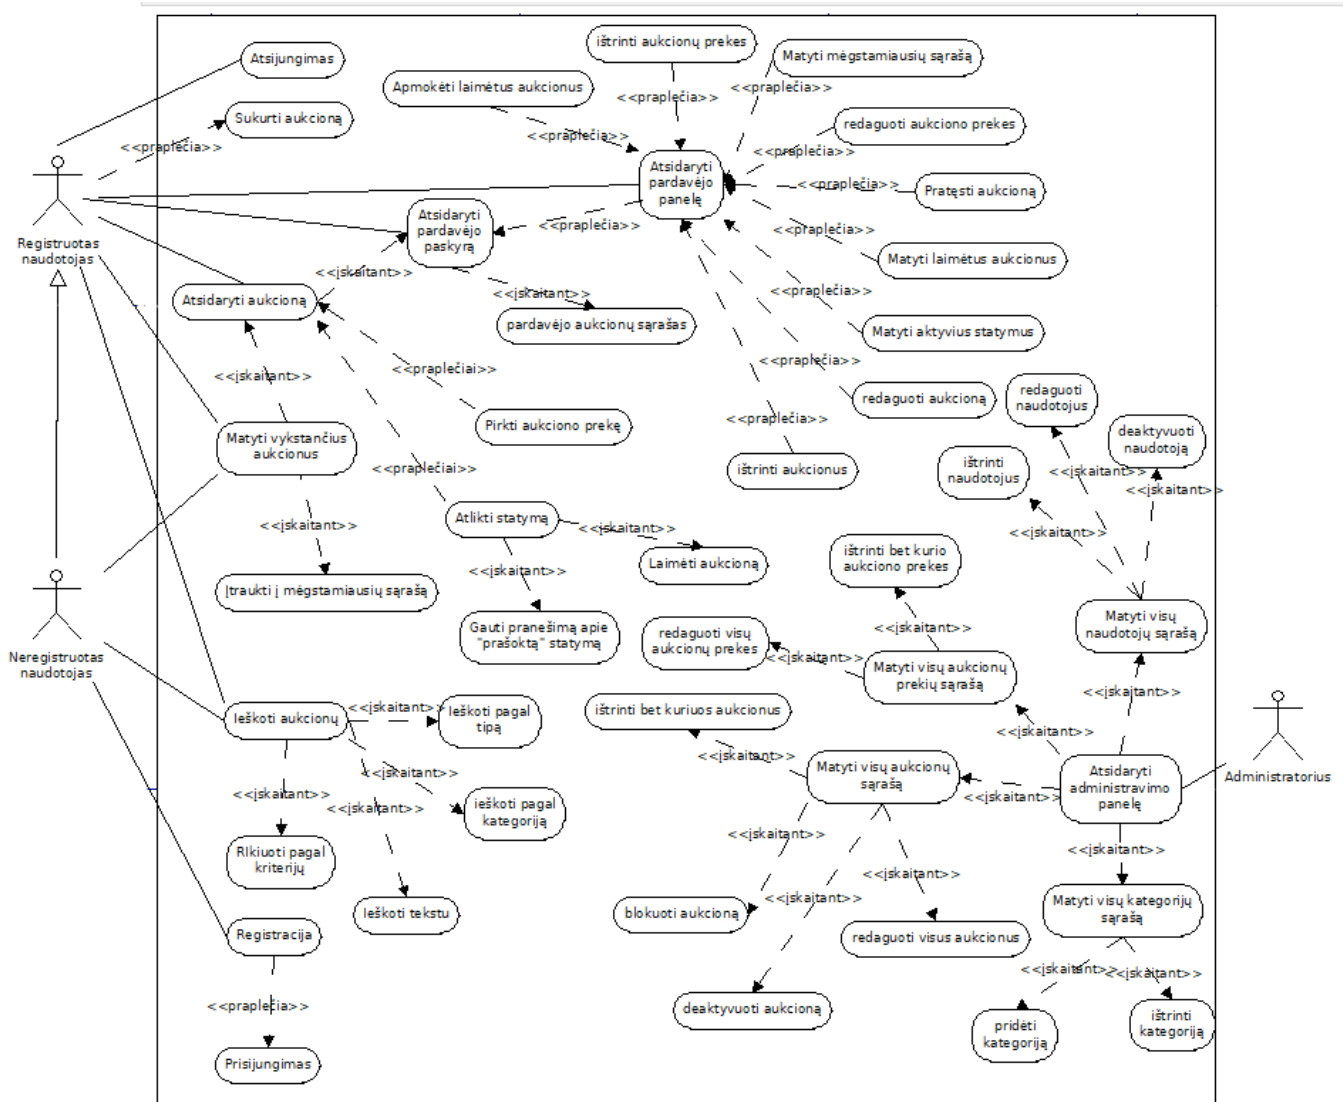 Atsijungimas
ištrinti aukcionų prekes
Matyti mėgstamiausių sąrašą
Apmokėti laimėtus aukcionus
<<praplečia>>
<<praplečia>>
Sukurti aukcioną
redaguoti aukciono prekes
<<praplečia>>
<<praplečia>>
<<praplečia>>
Atsidaryti
pardavėjo
panelę
<<praplečia>>
Pratęsti aukcioną
Registruotas
naudotojas
Atsidaryti
pardavėjo
paskyrą
<<praplečia>>
<<praplečia>>
Matyti laimėtus aukcionus
<<įskaitant>>
<<įskaitant>>
<<praplečia>>
Atsidaryti aukcioną
pardavėjo aukcionų sąrašas
Matyti aktyvius statymus
<<įskaitant>>
<<praplečiai>>
<<praplečia>>
redaguoti
naudotojus
redaguoti aukcioną
Pirkti aukciono prekę
<<praplečia>>
Matyti vykstančius
aukcionus
deaktyvuoti
naudotoją
<<praplečiai>>
ištrinti aukcionus
ištrinti
naudotojus
<<įskaitant>>
<<įskaitant>>
<<įskaitant>>
<<įskaitant>>
Atlikti statymą
<<įskaitant>>
Laimėti aukcioną
ištrinti bet kurio
aukciono prekes
<<įskaitant>>
Įtraukti į mėgstamiausių sąrašą
Neregistruotas
naudotojas
Gauti pranešimą apie
"prašoktą" statymą
redaguoti visų
aukcionų prekes
<<įskaitant>>
<<įskaitant>>
Matyti visų aukcionų
prekių sąrašą
Matyti visų
naudotojų sąrašą
<<įskaitant>>
Ieškoti aukcionų
<<įskaitant>>
Ieškoti pagal
tipą
ištrinti bet kuriuos aukcionus
<<įskaitant>>
<<įskaitant>>
<<įskaitant>>
Matyti visų aukcionų
sąrašą
Atsidaryti
administravimo
panelę
Administratorius
<<įskaitant>>
<<įskaitant>>
<<įskaitant>>
ieškoti pagal
kategoriją
<<įskaitant>>
<<įskaitant>>
RIkiuoti pagal
kriterijų
<<įskaitant>>
<<įskaitant>>
Matyti visų kategorijų
sąrašą
Ieškoti tekstu
blokuoti aukcioną
redaguoti visus aukcionus
Registracija
<<įskaitant>>
<<įskaitant>>
<<praplečia>>
deaktyvuoti aukcioną
pridėti
kategoriją
ištrinti
kategoriją
Prisijungimas